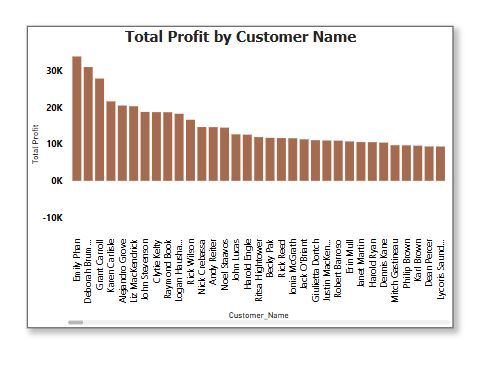 Total Profit by Customer Name
30K
20K
10K
0K
-10K
Total Profit
Emily Phan
Deborah Brum...
Grant Carroll
Karen Carlisle
Alejandro Grove
Liz MacKendrick
John Stevenson
Clytie Kelty
Raymond Book
Logan Hausha...
Rick Wilson
Nick Crebassa
Andy Reiter
Noel Staavos
John Lucas
Harold Engle
Ritsa Hightower
Becky Pak
Rick Reed
Ionia McGrath
Jack O'Briant
Giulietta Dortch
Justin MacKen...
Robert Barroso
Erin Mull
Janet Martin
Harold Ryan
Dennis Kane
Mitch Gastineau
Philip Brown
Karl Brown
Dean Percer
Lycoris Saund...
Customer_Name